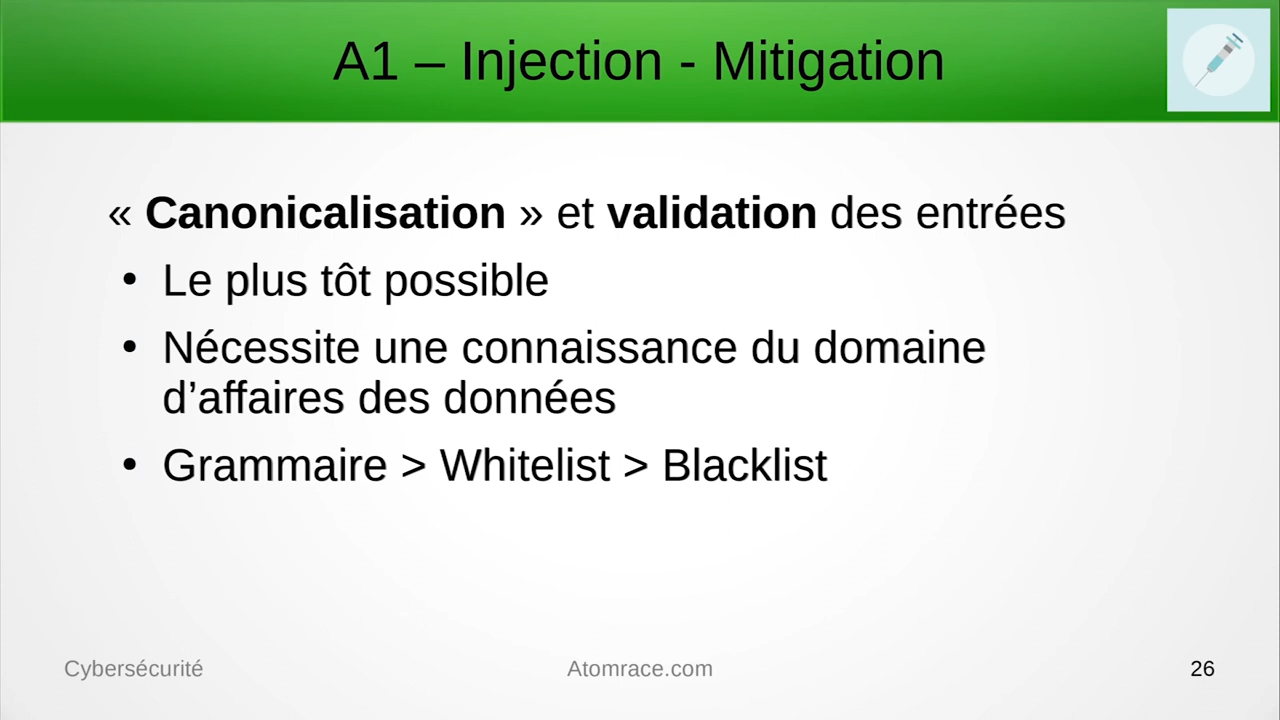 A1 – Injection - Mitigation
« Canonicalisation » et validation des entrées
• Le plus tôt possible
• Nécessite une connaissance du domaine
d’affaires des données
• Grammaire > Whitelist > Blacklist
Cybersécurité
Atomrace.com
26